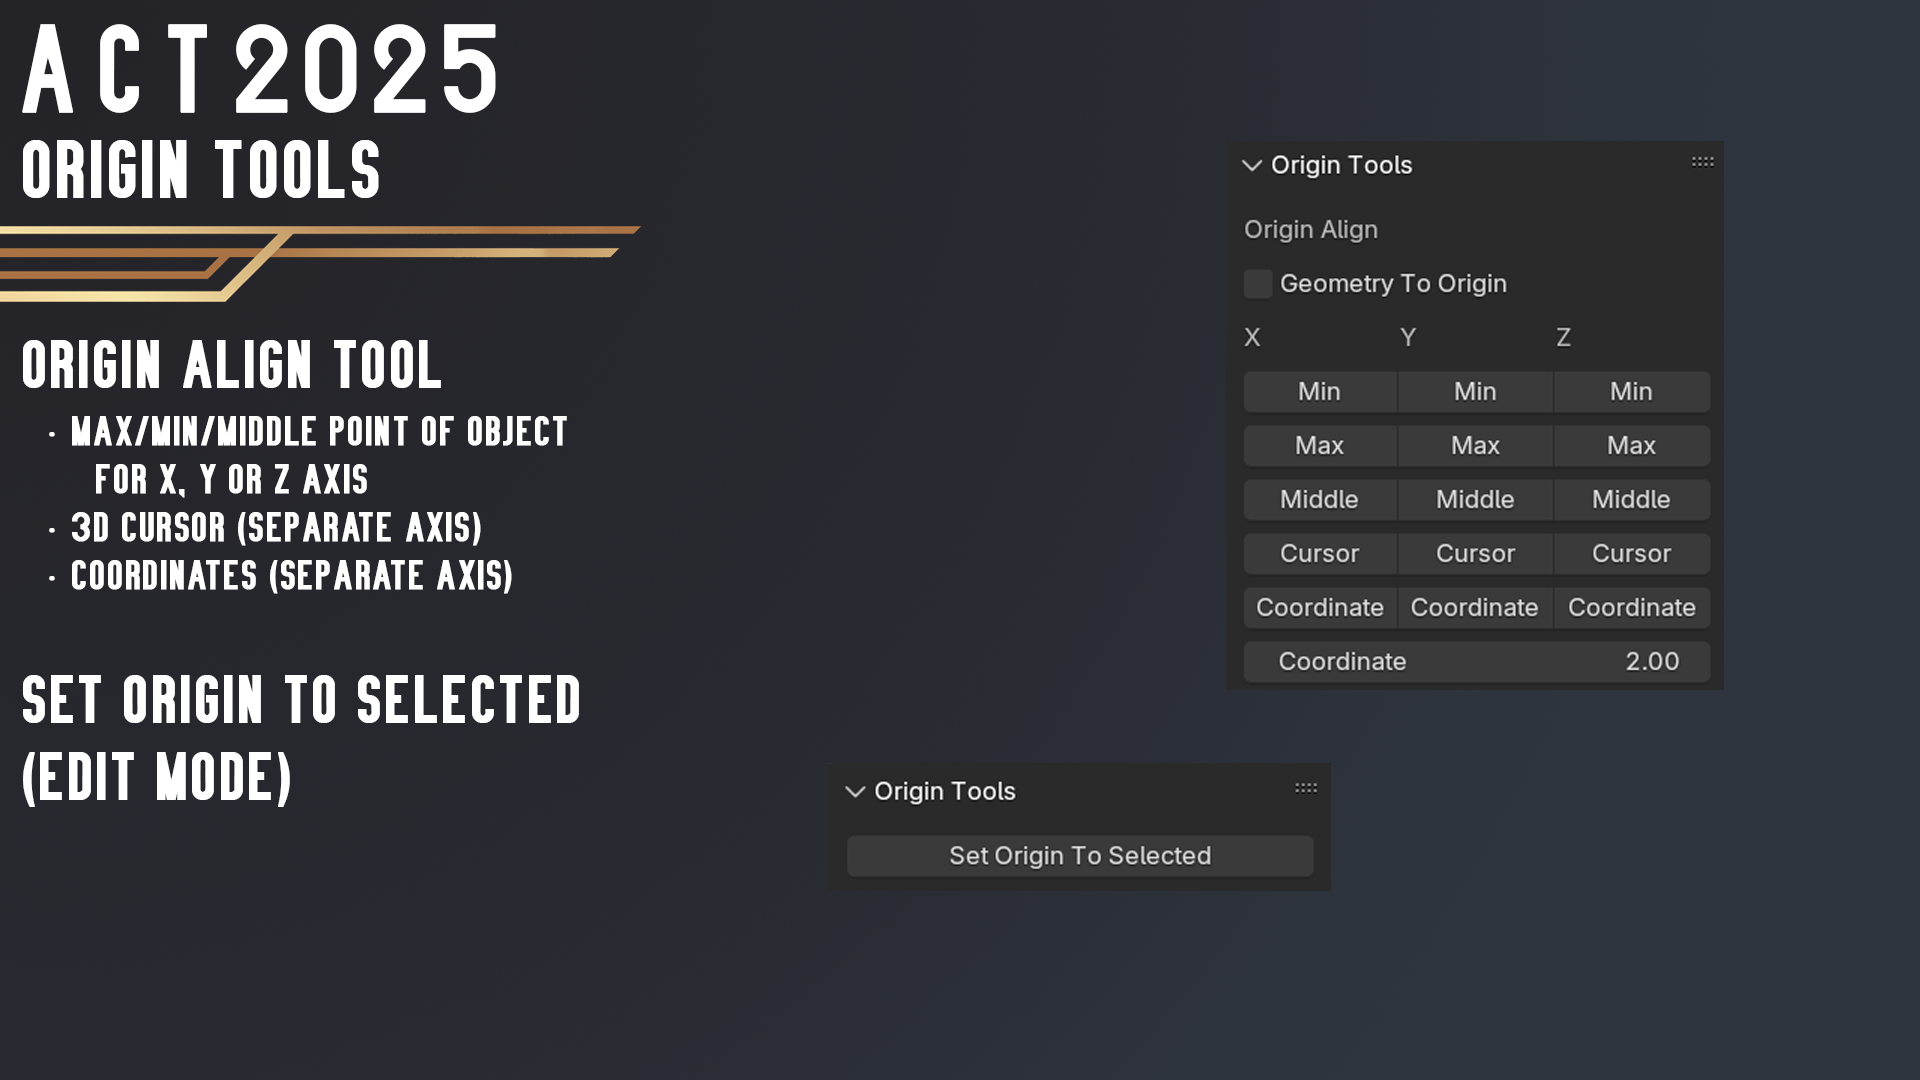 ACT2025
ORIGIN TOOLS
ORIGIN ALIGN TOOL
· MAX/MIN/MIDDLE POINT OF OBJECT
FOR X, Y OR Z AXIS
· 3D CURSOR (SEPARATE AXIS)
· COORDINATES (SEPARATE AXIS)
SET ORIGIN TO SELECTED
(EDIT MODE)
Origin Tools
Origin Align
Geometry To Origin
X Y Z
Min Min Min
Max Max Max
Middle Middle Middle
Cursor Cursor Cursor
Coordinate Coordinate Coordinate
Coordinate 2.00
Origin Tools
Set Origin To Selected